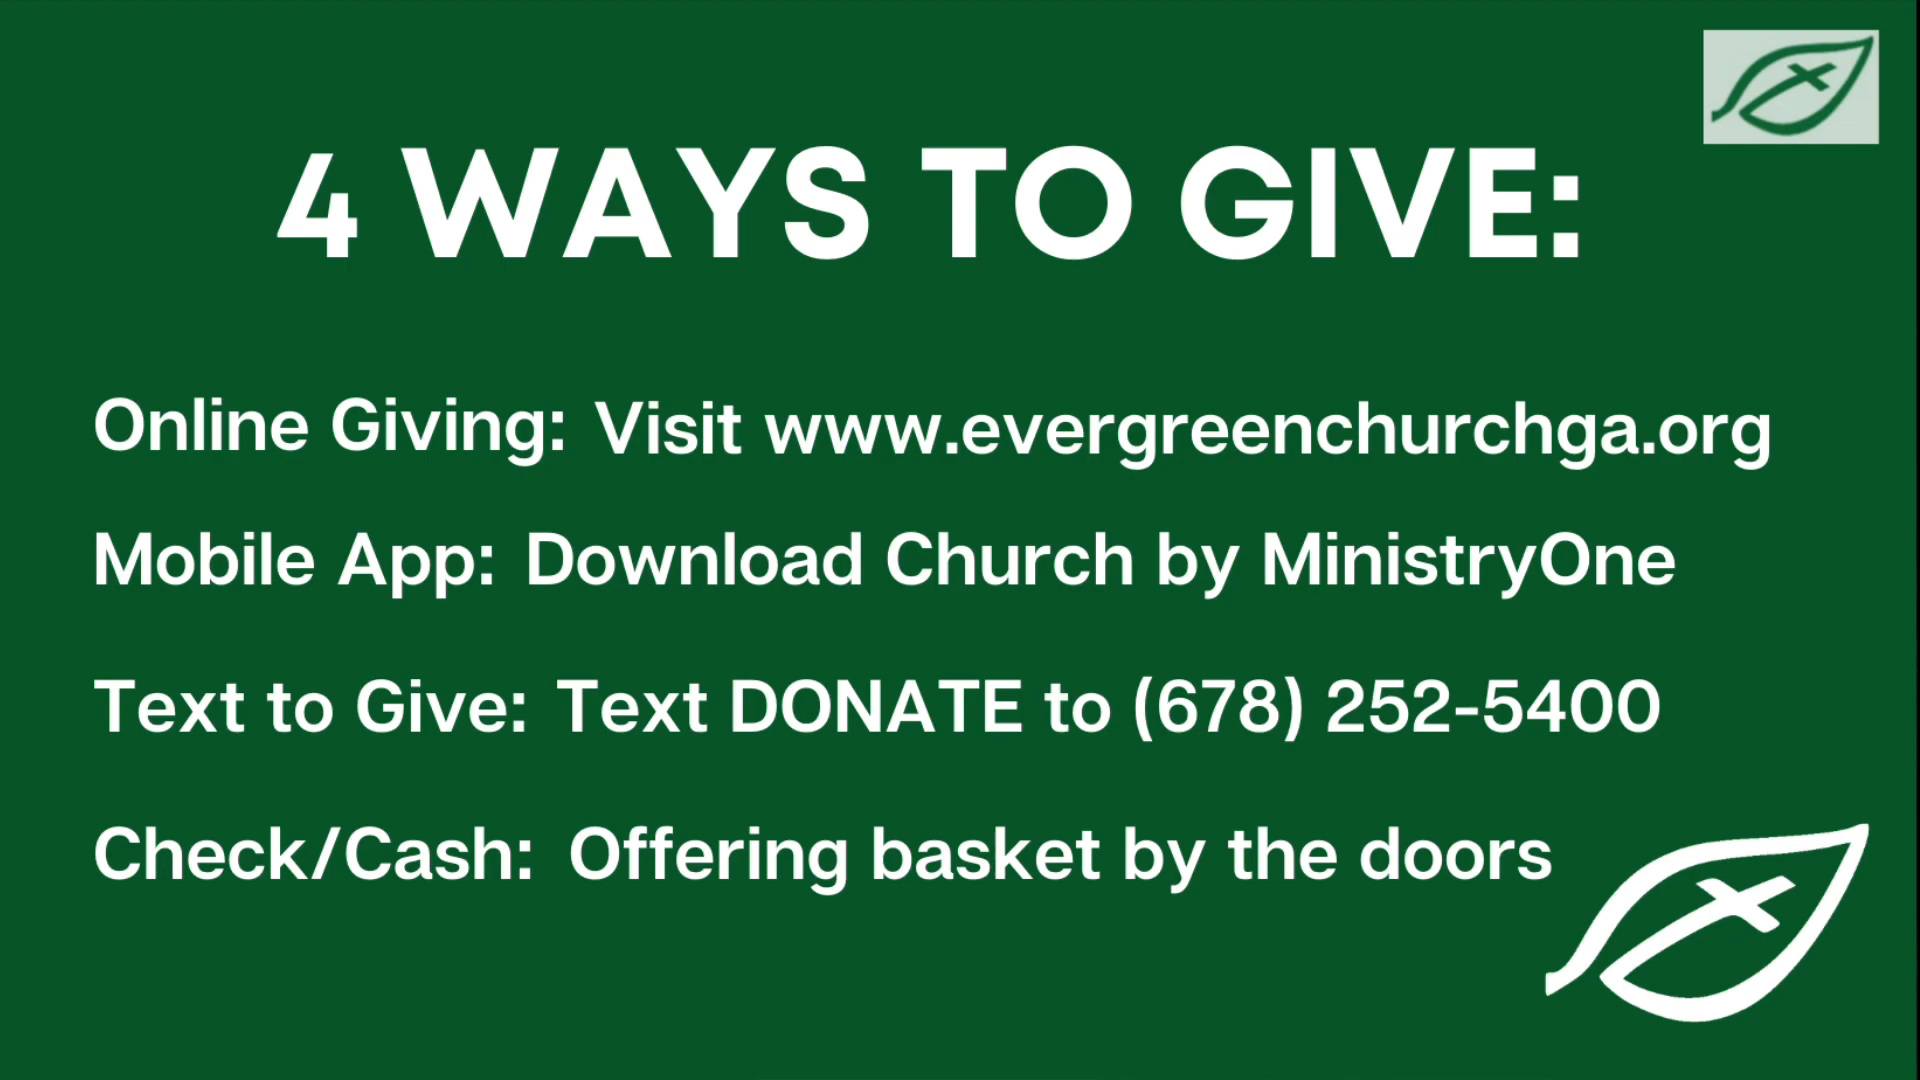 4 WAYS TO GIVE:
Online Giving: Visit www.evergreenchurchga.org
Mobile App: Download Church by MinistryOne
Text to Give: Text DONATE to (678) 252-5400
Check/Cash: Offering basket by the doors